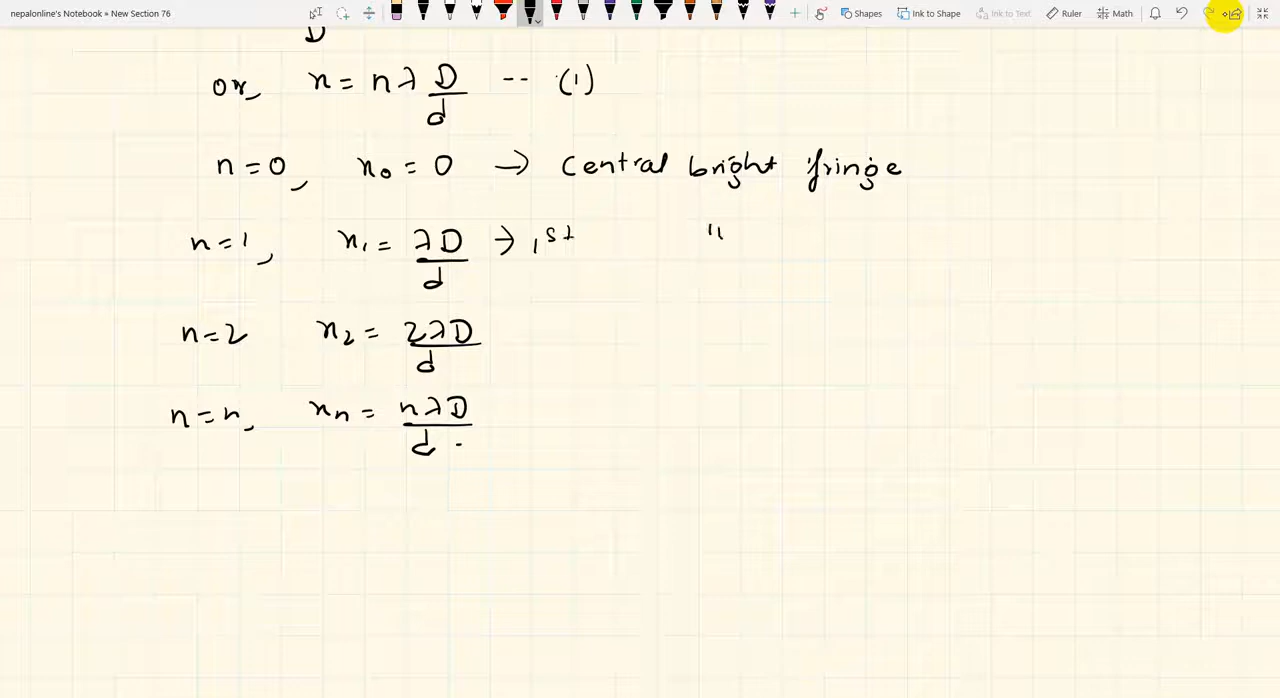 nepalonline's Notebook » New Section 76
Shapes Ink to Shape Ink to Text Ruler Math
D
or, x = nλ D/d -- (1)
n=0, x₀ = 0 → Central bright fringe
n=1, x₁ = λD/d → 1st "
n=2 x₂ = 2λD/d
n=n, xₙ = nλD/d .